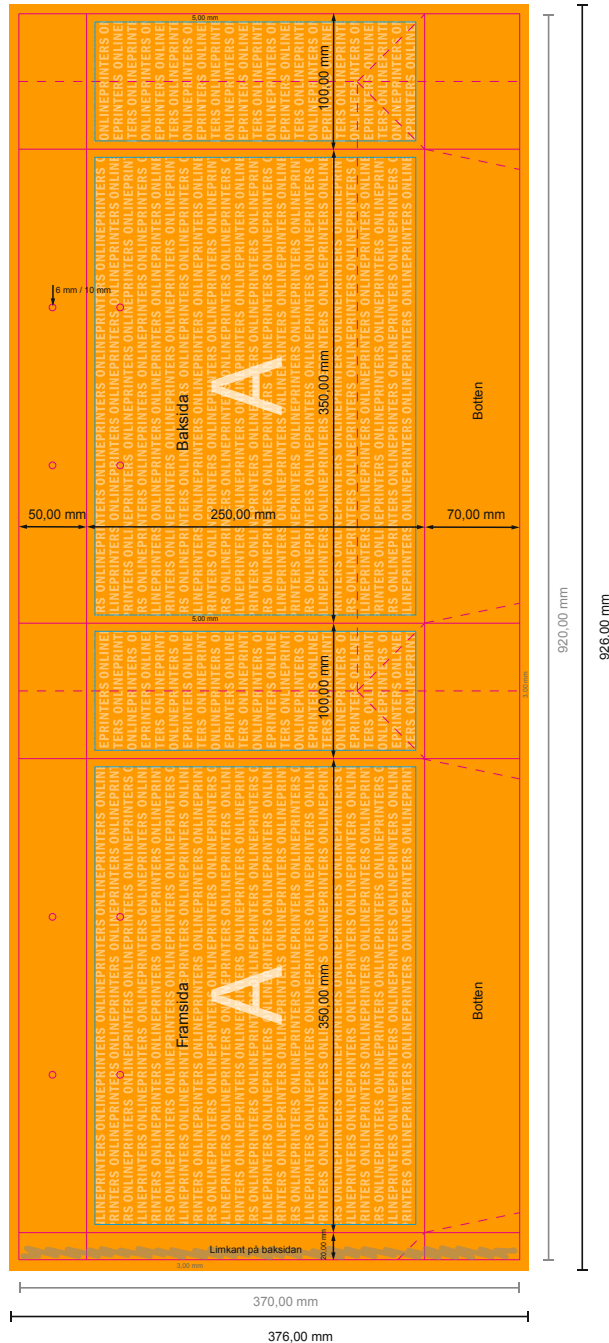 5,00 mm
100,00 mm
6 mm / 10 mm
Baksida
A
350,00 mm
Botten
50,00 mm
250,00 mm
70,00 mm
5,00 mm
920,00 mm
926,00 mm
100,00 mm
3,00 mm
Framsida
A
350,00 mm
Botten
Limkant på baksidan
20,00 mm
3,00 mm
370,00 mm
376,00 mm